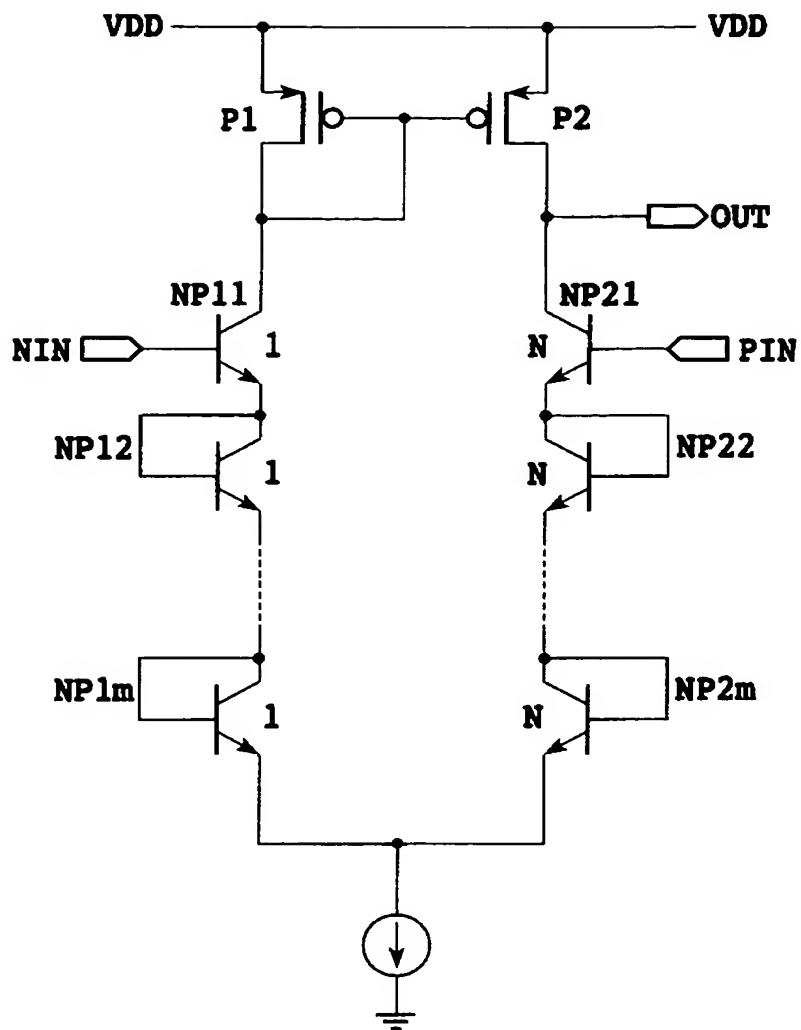 VDD VDD
P1 P2
OUT
NP11 NP21
NIN 1 N PIN
NP12 1 N NP22
NP1m 1 N NP2m